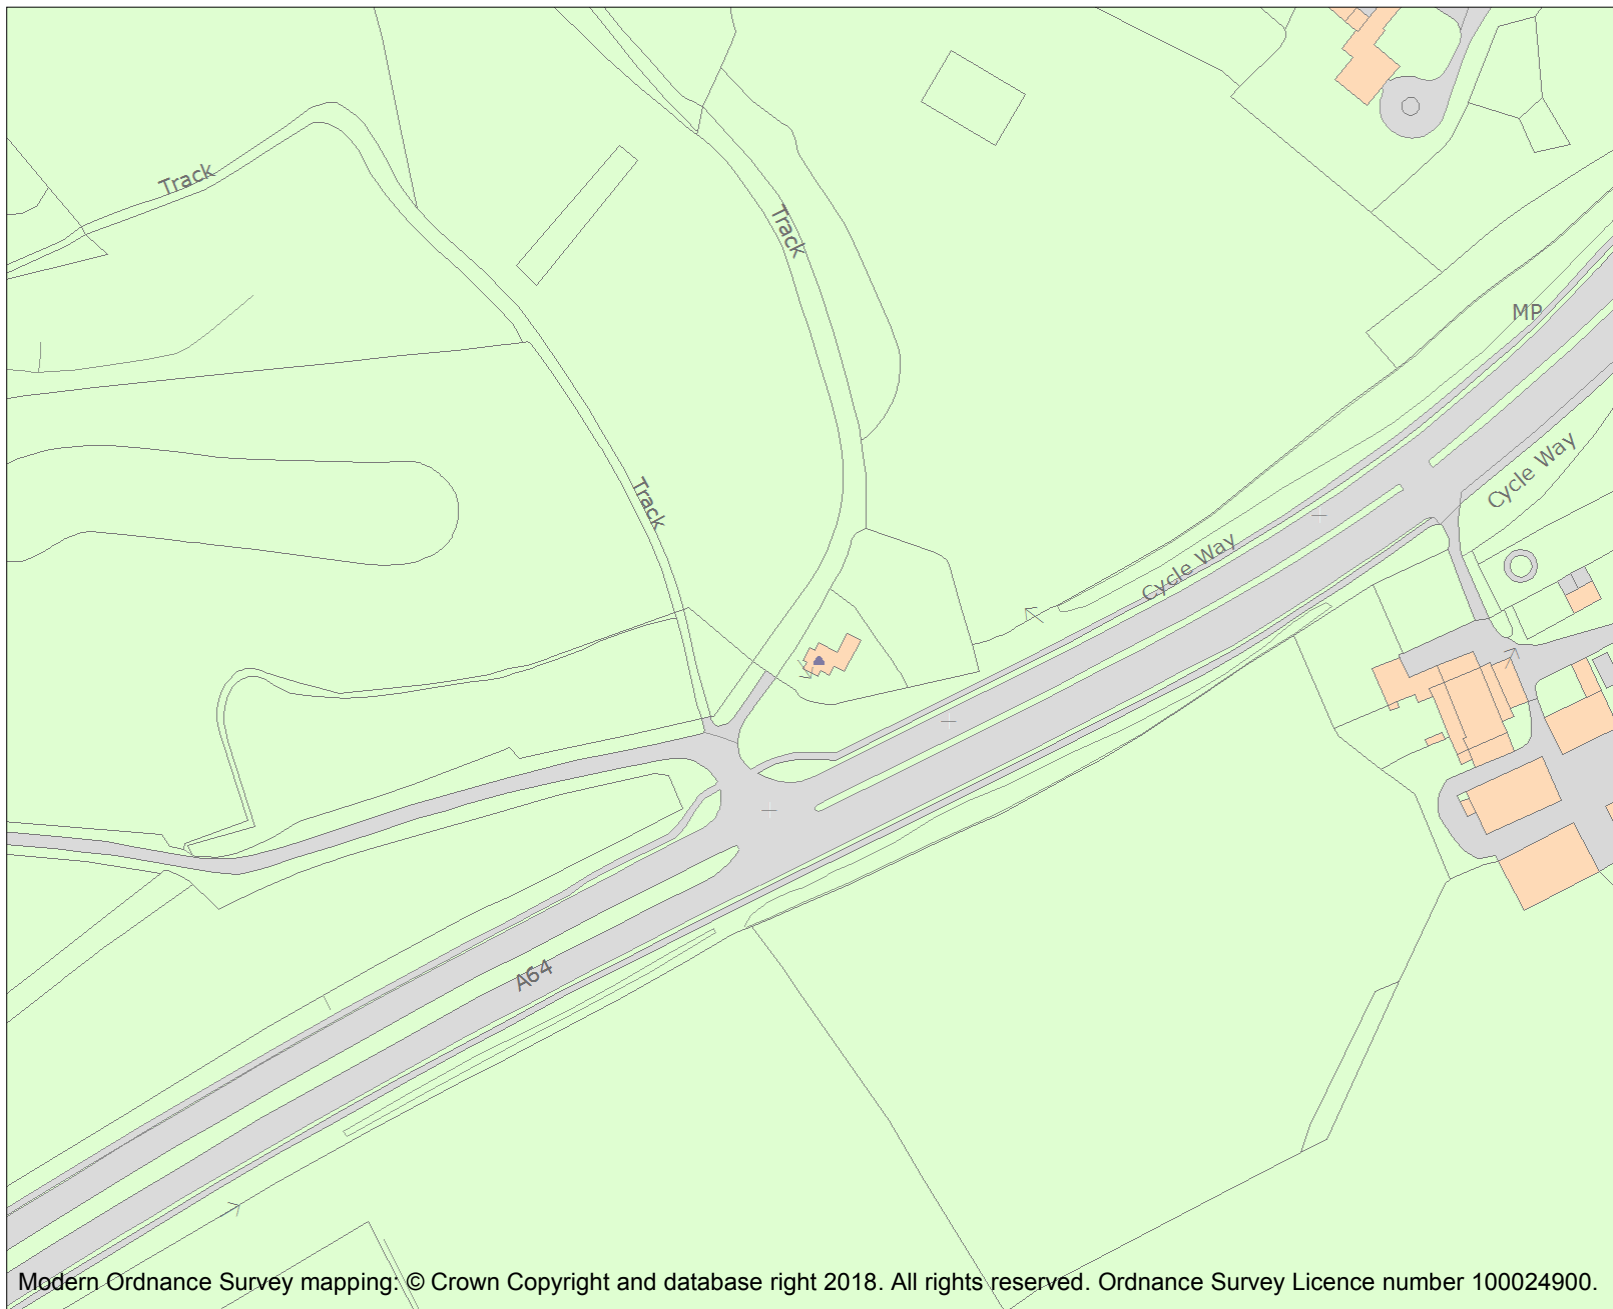 Track
Track
MP
Cycle Way
Track
Cycle Way
A64
Modern Ordnance Survey mapping: © Crown Copyright and database right 2018. All rights reserved. Ordnance Survey Licence number 100024900.